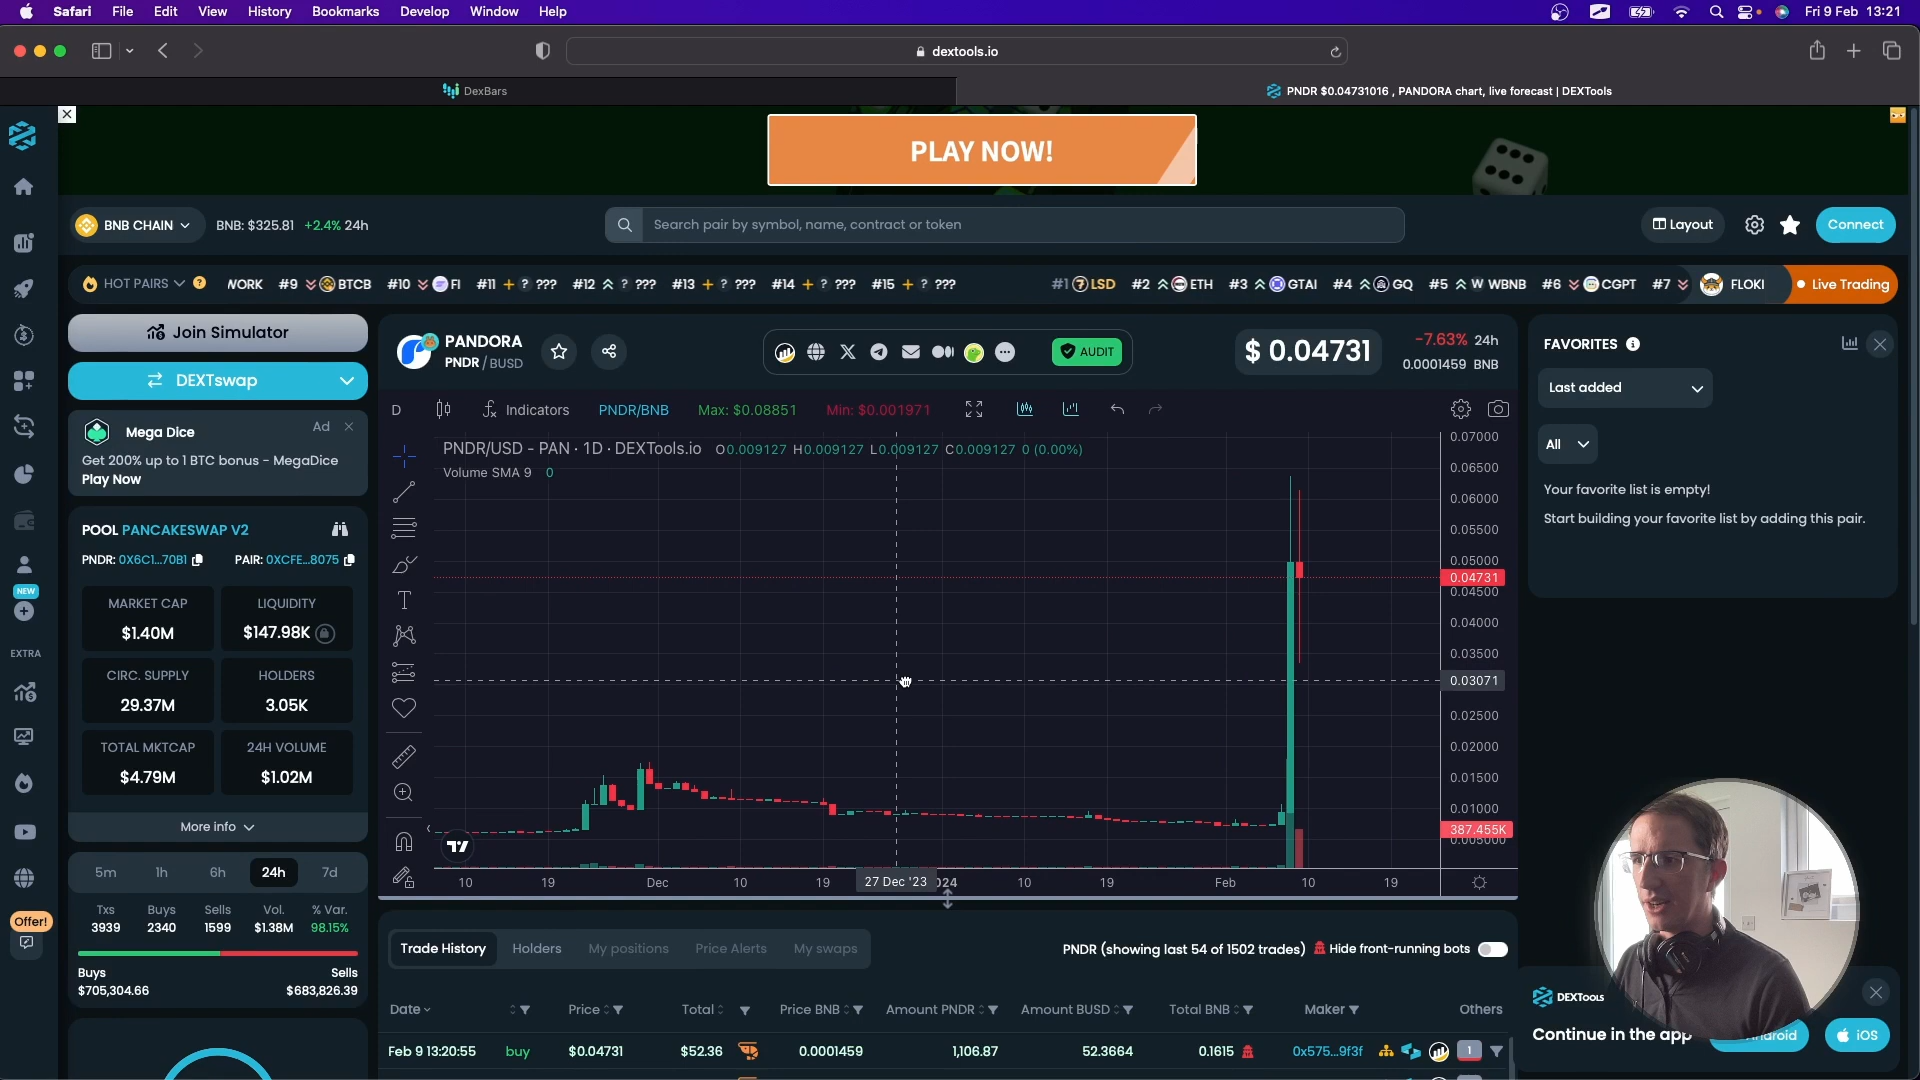 Safari File Edit View History Bookmarks Develop Window Help Fri 9 Feb 13:21
dextools.io
DexBars
PNDR $0.04731016 , PANDORA chart, live forecast | DEXTools
PLAY NOW!
BNB CHAIN BNB: $325.81 +2.4% 24h
Search pair by symbol, name, contract or token
Layout
Connect
HOT PAIRS ? WORK #9 BTCB #10 FI #11 ? ??? #12 ? ??? #13 ? ??? #14 ? ??? #15 ? ??? #1 LSD #2 ETH #3 GTAI #4 GQ #5 W WBNB #6 CGPT #7 FLOKI Live Trading
Join Simulator
DEXTswap
Mega Dice
Ad
Get 200% up to 1 BTC bonus - MegaDice
Play Now
POOL PANCAKESWAP V2
PNDR: 0X6C1...70B1 PAIR: 0XCFE...8075
MARKET CAP
$1.40M
LIQUIDITY
$147.98K
CIRC. SUPPLY
29.37M
HOLDERS
3.05K
TOTAL MKTCAP
$4.79M
24H VOLUME
$1.02M
More info
5m 1h 6h 24h 7d
Txs Buys Sells Vol. % Var.
3939 2340 1599 $1.38M 98.15%
Buys Sells
$705,304.66 $683,826.39
NEW
EXTRA
Offer!
PANDORA
PNDR / BUSD
AUDIT
$ 0.04731
-7.63% 24h
0.0001459 BNB
D Indicators PNDR/BNB Max: $0.08851 Min: $0.001971
PNDR/USD - PAN · 1D · DEXTools.io O0.009127 H0.009127 L0.009127 C0.009127 0 (0.00%)
Volume SMA 9 0
0.07000
0.06500
0.06000
0.05500
0.05000
0.04731
0.04500
0.04000
0.03500
0.03071
0.02500
0.02000
0.01500
0.01000
387.455K
0.005000
10 19 Dec 10 19 27 Dec '23 2024 10 19 Feb 10 19
Trade History Holders My positions Price Alerts My swaps
PNDR (showing last 54 of 1502 trades) Hide front-running bots
Date Price Total Price BNB Amount PNDR Amount BUSD Total BNB Maker Others
Feb 9 13:20:55 buy $0.04731 $52.36 0.0001459 1,106.87 52.3664 0.1615 0x575...9f3f 1
FAVORITES
Last added
All
Your favorite list is empty!
Start building your favorite list by adding this pair.
DEXTools
Continue in the app
iOS